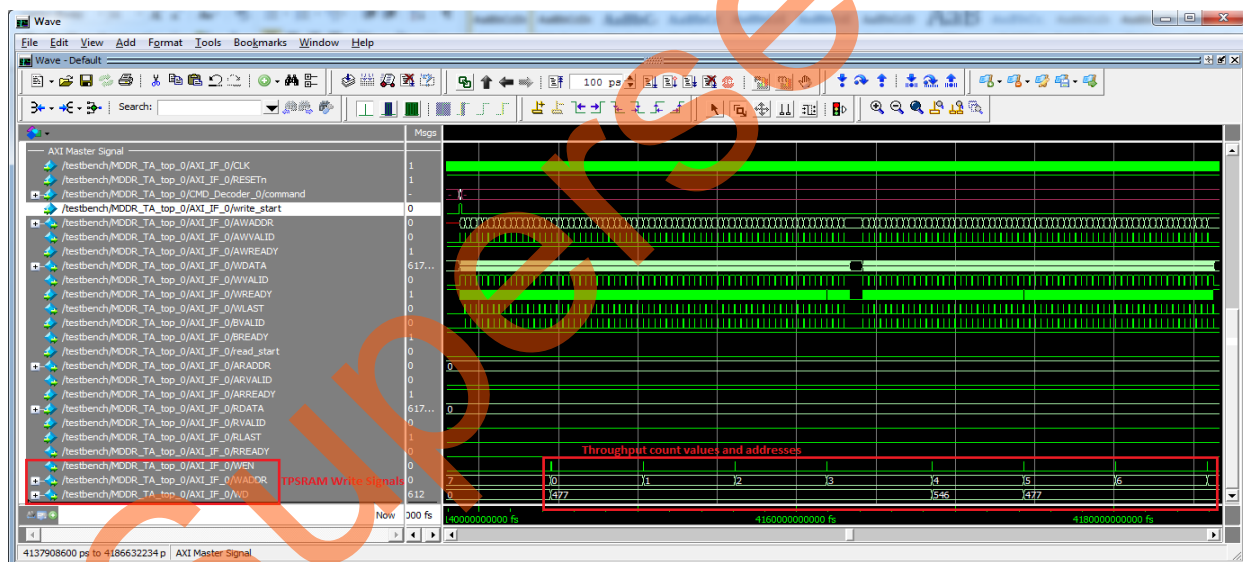 Wave
File Edit View Add Format Tools Bookmarks Window Help
Wave - Default
100 ps
Search:
Msgs
AXI Master Signal
/testbench/MDDR_TA_top_0/AXI_IF_0/CLK 1
/testbench/MDDR_TA_top_0/AXI_IF_0/RESETn 1
/testbench/MDDR_TA_top_0/CMD_Decoder_0/command -
/testbench/MDDR_TA_top_0/AXI_IF_0/write_start 0
/testbench/MDDR_TA_top_0/AXI_IF_0/AWADDR 0
/testbench/MDDR_TA_top_0/AXI_IF_0/AWVALID 0
/testbench/MDDR_TA_top_0/AXI_IF_0/AWREADY 1
/testbench/MDDR_TA_top_0/AXI_IF_0/WDATA 617...
/testbench/MDDR_TA_top_0/AXI_IF_0/WVALID 0
/testbench/MDDR_TA_top_0/AXI_IF_0/WREADY 1
/testbench/MDDR_TA_top_0/AXI_IF_0/WLAST 0
/testbench/MDDR_TA_top_0/AXI_IF_0/BVALID 0
/testbench/MDDR_TA_top_0/AXI_IF_0/BREADY 1
/testbench/MDDR_TA_top_0/AXI_IF_0/read_start 0
/testbench/MDDR_TA_top_0/AXI_IF_0/ARADDR 0 0
/testbench/MDDR_TA_top_0/AXI_IF_0/ARVALID 0
/testbench/MDDR_TA_top_0/AXI_IF_0/ARREADY 1
/testbench/MDDR_TA_top_0/AXI_IF_0/RDATA 617... 0
/testbench/MDDR_TA_top_0/AXI_IF_0/RVALID 0
/testbench/MDDR_TA_top_0/AXI_IF_0/RLAST 1
/testbench/MDDR_TA_top_0/AXI_IF_0/RREADY 0
Throughput count values and addresses
/testbench/MDDR_TA_top_0/AXI_IF_0/WEN 0
/testbench/MDDR_TA_top_0/AXI_IF_0/WADDR 0 7 0 1 2 3 4 5 6
TPSRAM Write Signals
/testbench/MDDR_TA_top_0/AXI_IF_0/WD 612 0 477 546 477
Now 000 fs 140000000000 fs 4160000000000 fs 4180000000000 fs
4137908600 ps to 4186632234 p AXI Master Signal
Superse